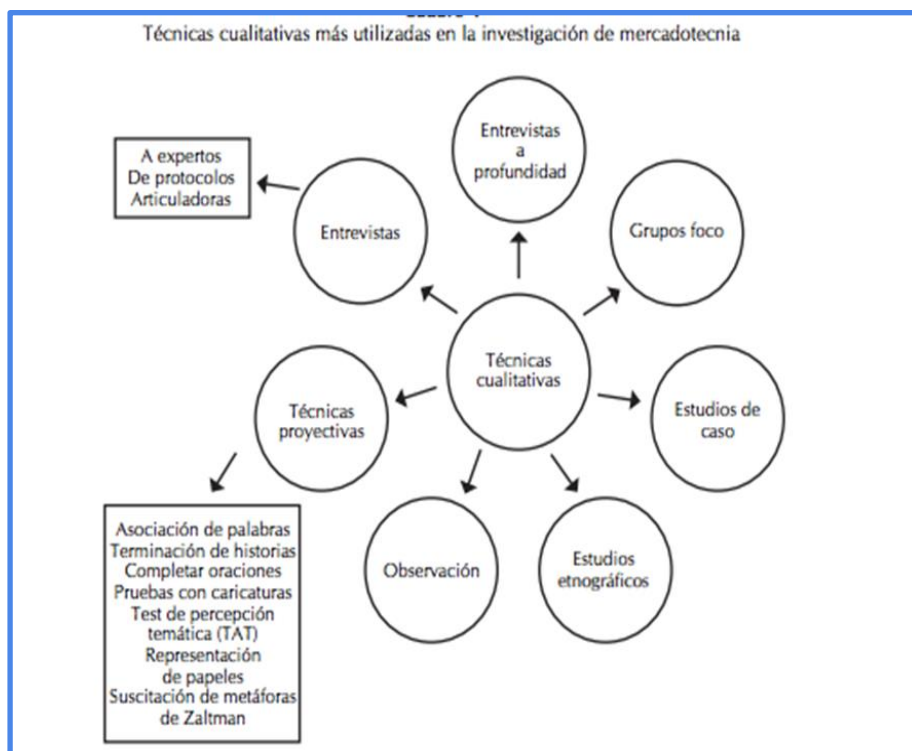 Técnicas cualitativas más utilizadas en la investigación de mercadotecnia
Entrevistas
a
profundidad
A expertos
De protocolos
Articuladoras
Entrevistas
Grupos foco
Técnicas
cualitativas
Técnicas
proyectivas
Estudios de
caso
Asociación de palabras
Terminación de historias
Completar oraciones
Pruebas con caricaturas
Test de percepción
temática (TAT)
Representación
de papeles
Suscitación de metáforas
de Zaltman
Observación
Estudios
etnográficos